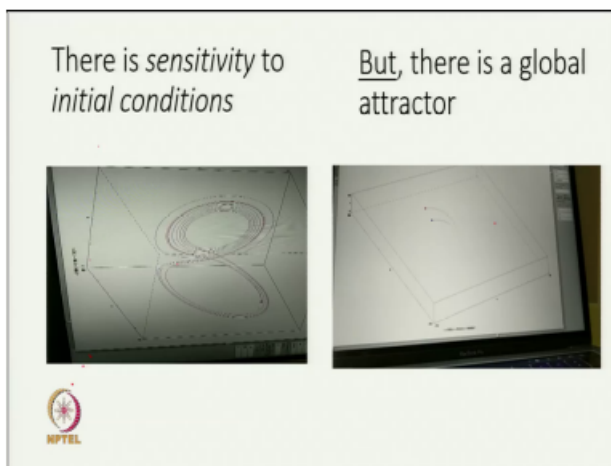 There is sensitivity to
initial conditions
But, there is a global
attractor
NPTEL